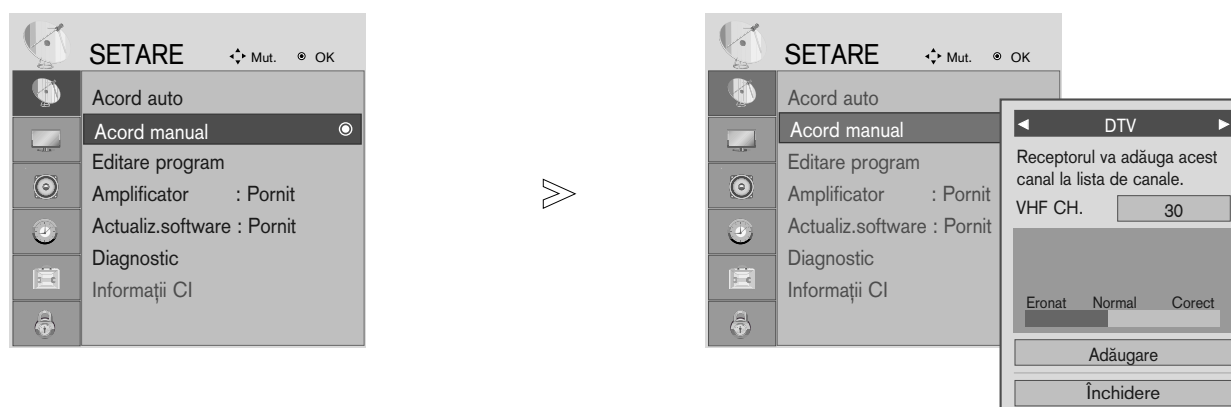 SETARE Mut. OK
Acord auto
Acord manual
Editare program
Amplificator : Pornit
Actualiz.software : Pornit
Diagnostic
Informaţii CI
SETARE Mut. OK
Acord auto
Acord manual
Editare program
Amplificator : Pornit
Actualiz.software : Pornit
Diagnostic
Informaţii CI
DTV
Receptorul va adăuga acest
canal la lista de canale.
VHF CH. 30
Eronat Normal Corect
Adăugare
Închidere